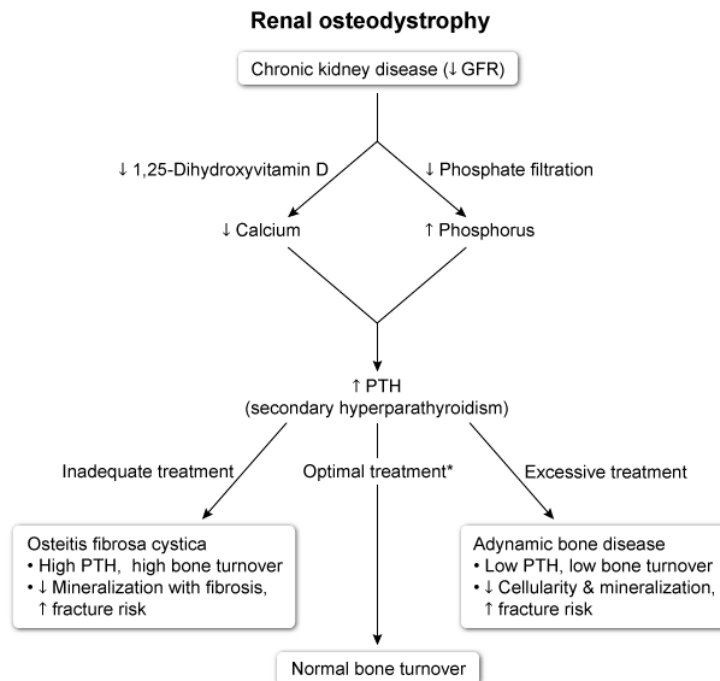 Renal osteodystrophy
Chronic kidney disease (↓ GFR)
↓ 1,25-Dihydroxyvitamin D
↓ Phosphate filtration
↓ Calcium
↑ Phosphorus
↑ PTH
(secondary hyperparathyroidism)
Inadequate treatment
Optimal treatment*
Excessive treatment
Osteitis fibrosa cystica
• High PTH, high bone turnover
• ↓ Mineralization with fibrosis,
↑ fracture risk
Adynamic bone disease
• Low PTH, low bone turnover
• ↓ Cellularity & mineralization,
↑ fracture risk
Normal bone turnover